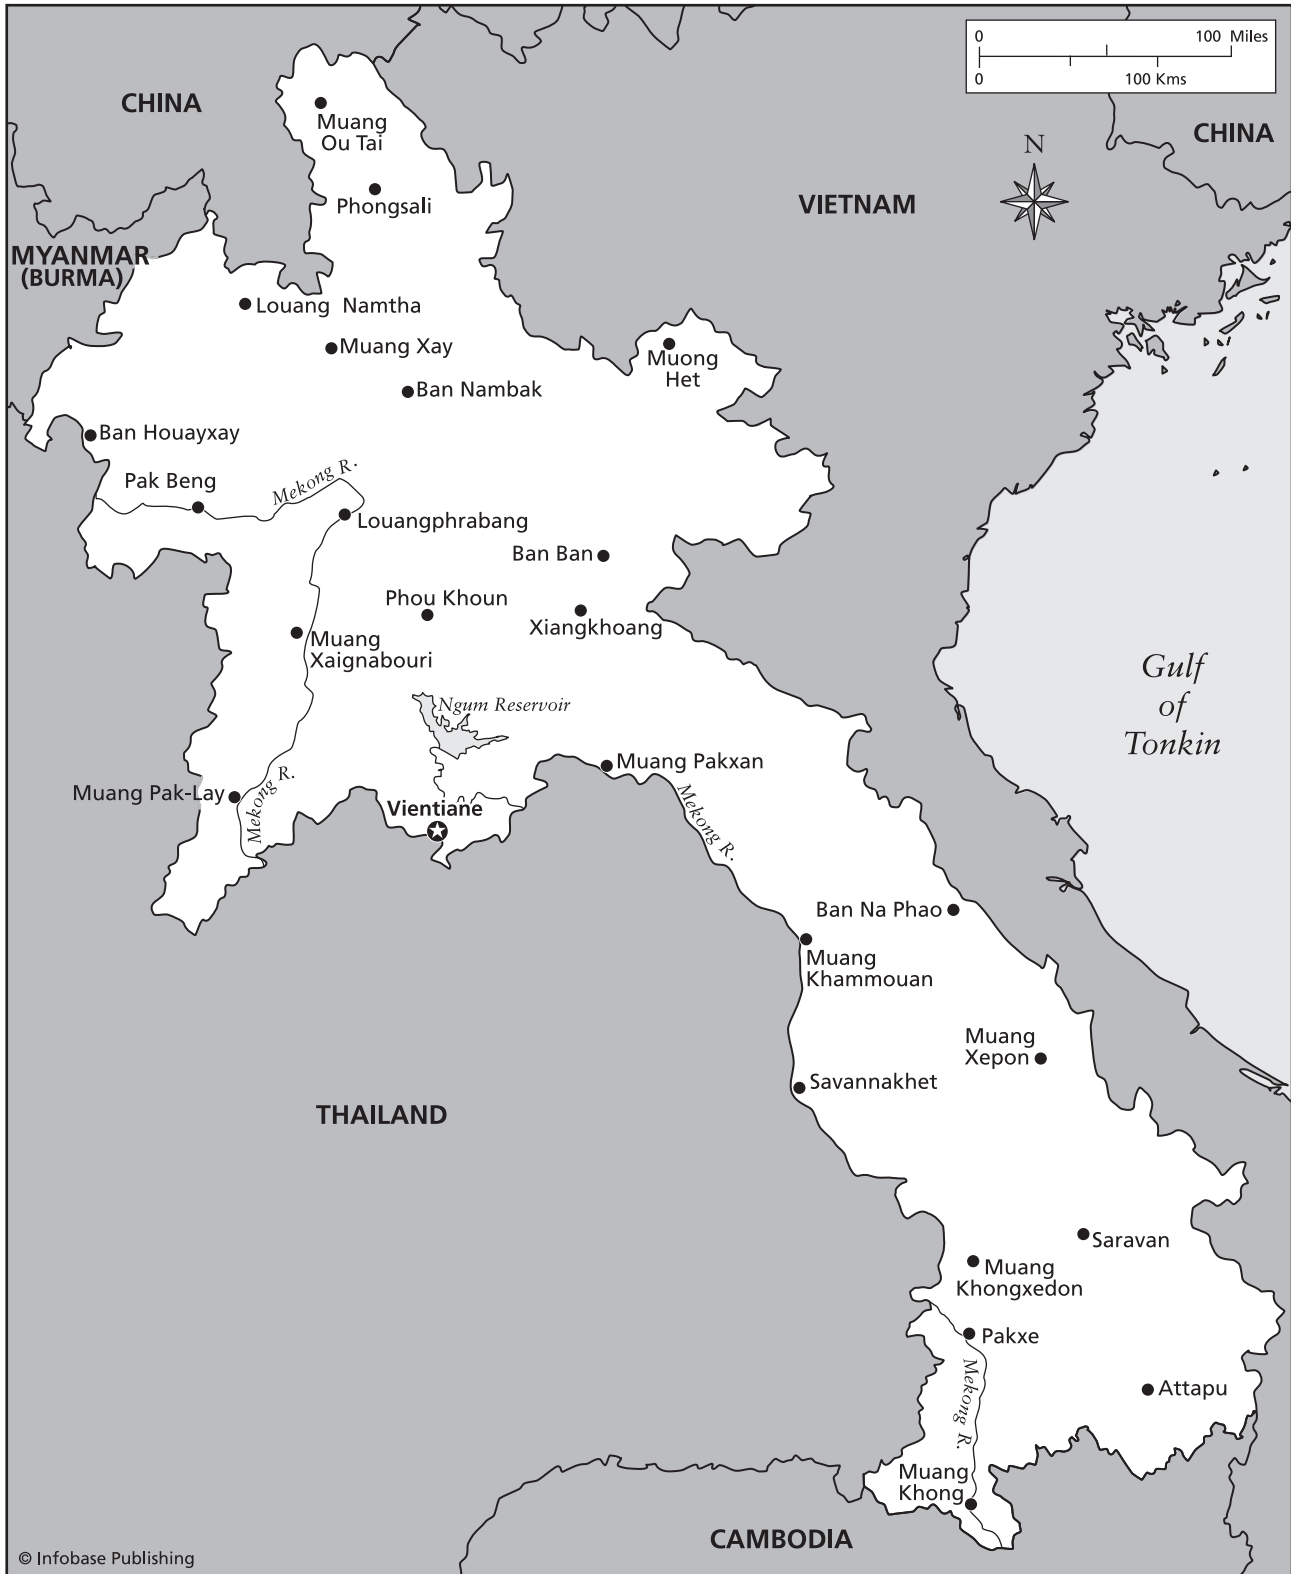 0 100 Miles
0 100 Kms
CHINA
Muang
Ou Tai
CHINA
N
Phongsali
VIETNAM
MYANMAR
(BURMA)
Louang Namtha
Muang Xay
Muong
Het
Ban Nambak
Ban Houayxay
Pak Beng
Mekong R.
Louangphrabang
Ban Ban
Phou Khoun
Xiangkhoang
Muang
Xaignabouri
Gulf
of
Tonkin
Ngum Reservoir
Muang Pakxan
Muang Pak-Lay
Mekong R.
Vientiane
Mekong R.
Ban Na Phao
Muang
Khammouan
Muang
Xepon
Savannakhet
THAILAND
Saravan
Muang
Khongxedon
Pakxe
Mekong R.
Attapu
Muang
Khong
CAMBODIA
© Infobase Publishing